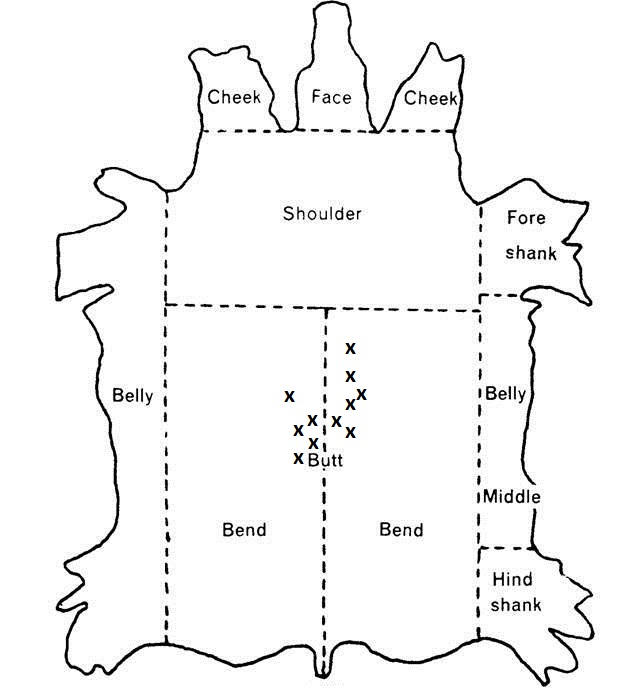 Cheek
Face
Cheek
Shoulder
Fore
shank
x
x
x
x
x
x
x
x
x
x
x
x Butt
Belly
Belly
Middle
Bend
Bend
Hind
shank